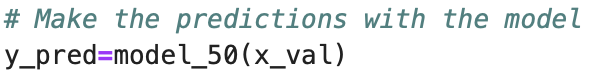 # Make the predictions with the model
y_pred=model_50(x_val)